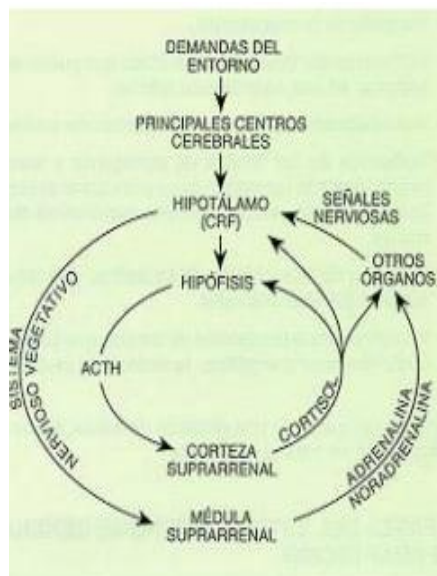 DEMANDAS DEL
ENTORNO
PRINCIPALES CENTROS
CEREBRALES
HIPOTÁLAMO
(CRF)
SEÑALES
NERVIOSAS
HIPÓFISIS
OTROS
ÓRGANOS
SISTEMA
NERVIOSO VEGETATIVO
ACTH
CORTISOL
CORTEZA
SUPRARRENAL
ADRENALINA
NORADRENALINA
MÉDULA
SUPRARRENAL